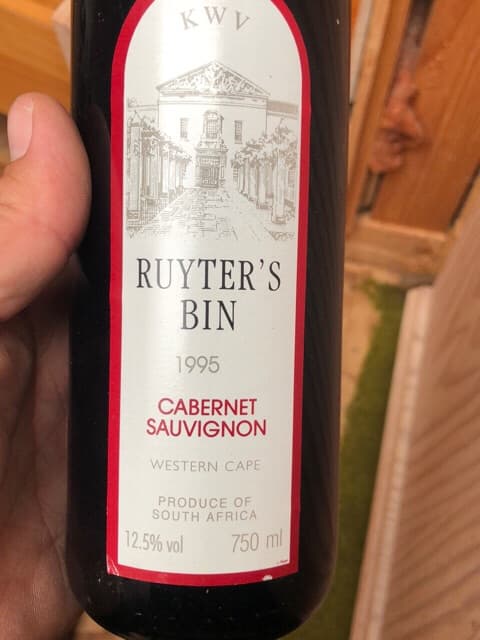 KWV
RUYTER'S
BIN
1995
CABERNET
SAUVIGNON
WESTERN CAPE
PRODUCE OF
SOUTH AFRICA
12.5% vol 750 ml